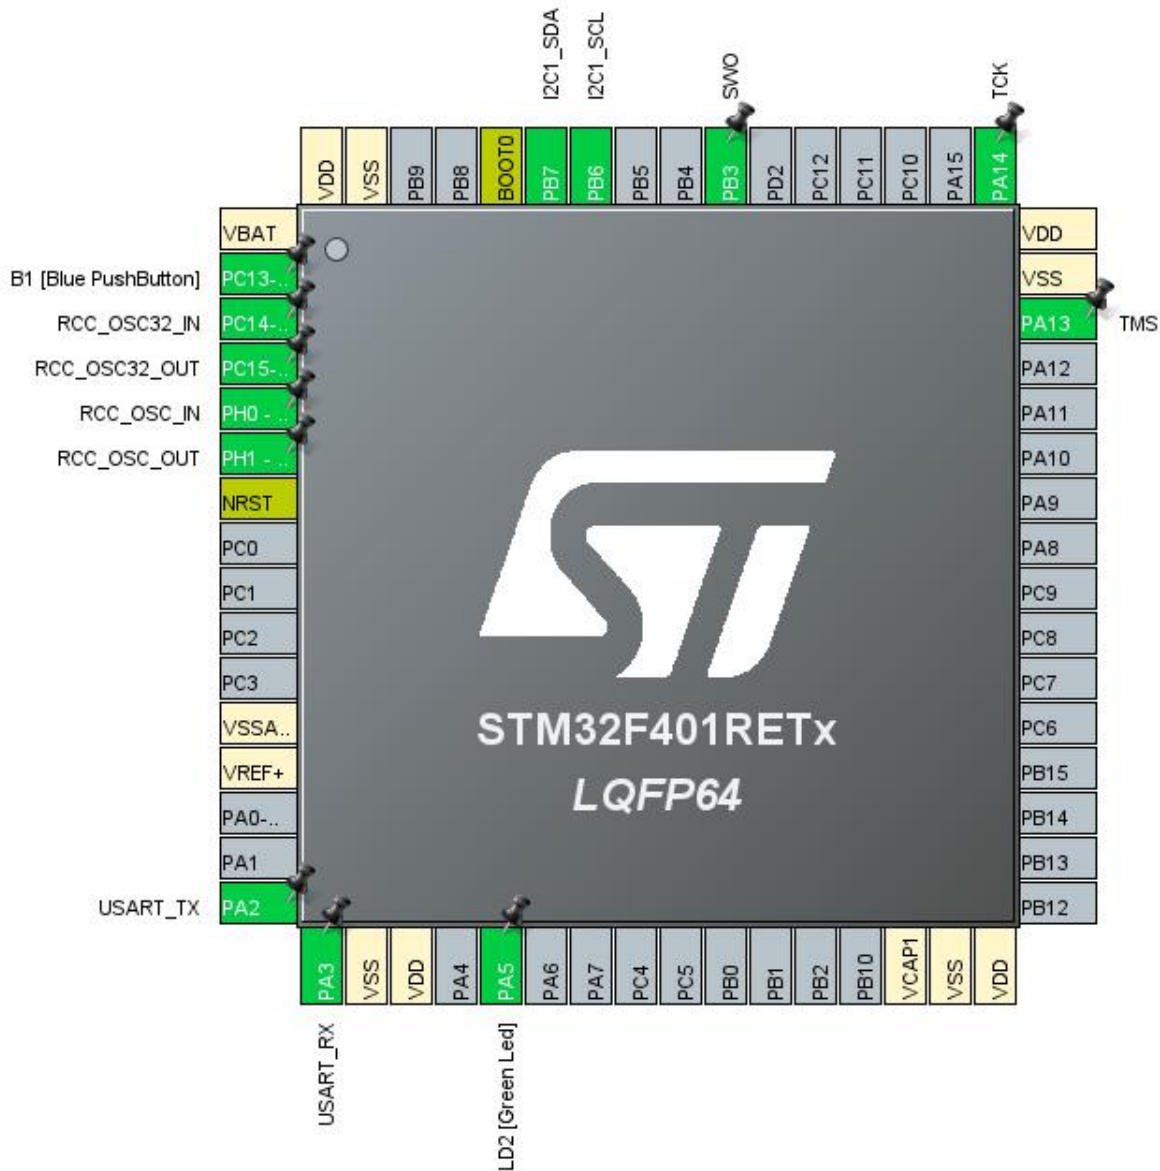 I2C1_SDA
I2C1_SCL
SWO
TCK
VDD
VSS
PB9
PB8
BOOT0
PB7
PB6
PB5
PB4
PB3
PD2
PC12
PC11
PC10
PA15
PA14
VBAT
B1 [Blue PushButton] PC13-..
RCC_OSC32_IN PC14-..
RCC_OSC32_OUT PC15-..
RCC_OSC_IN PH0 - ..
RCC_OSC_OUT PH1 - ..
NRST
PC0
PC1
PC2
PC3
VSSA..
VREF+
PA0-..
PA1
USART_TX PA2
VDD
VSS
PA13 TMS
PA12
PA11
PA10
PA9
PA8
PC9
PC8
PC7
PC6
PB15
PB14
PB13
PB12
ST
STM32F401RETx
LQFP64
PA3
VSS
VDD
PA4
PA5
PA6
PA7
PC4
PC5
PB0
PB1
PB2
PB10
VCAP1
VSS
VDD
USART_RX
LD2 [Green Led]